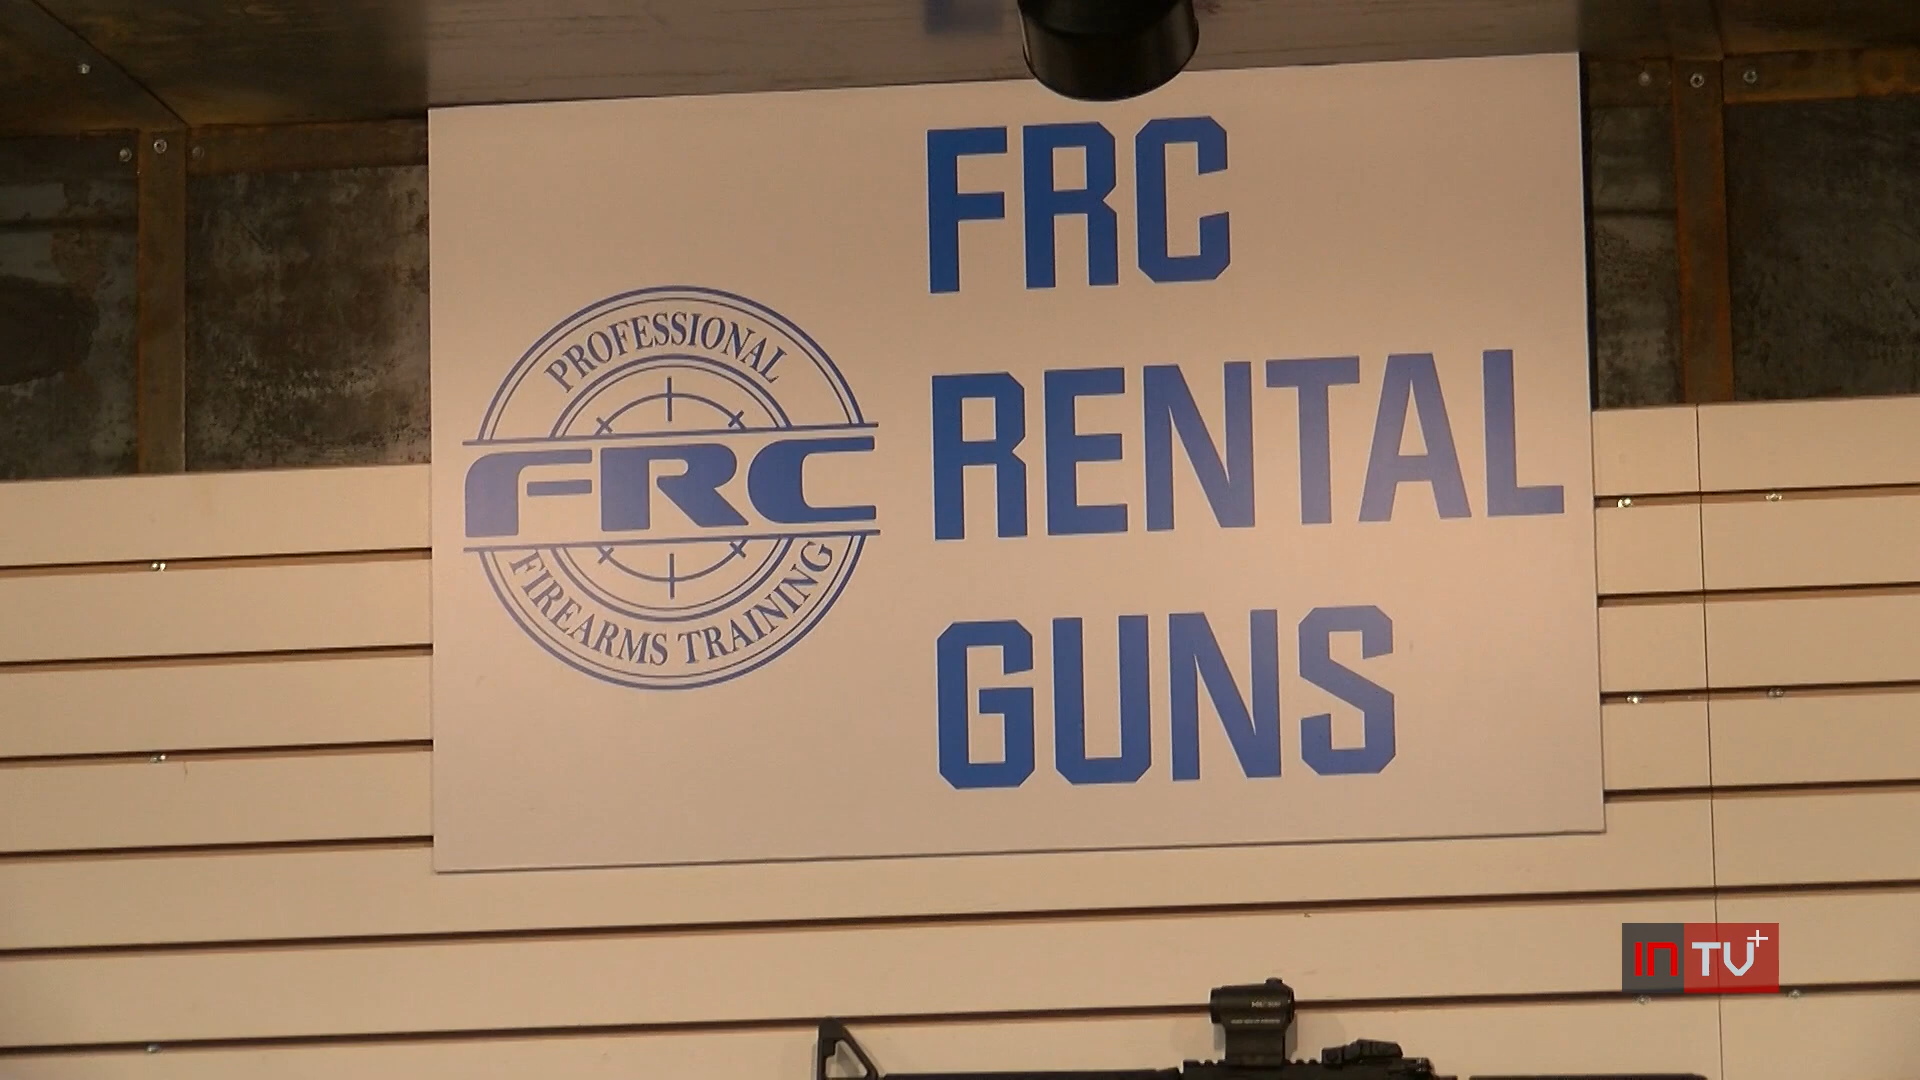 PROFESSIONAL
FRC
FIREARMS TRAINING
FRC
RENTAL
GUNS
IN TV+